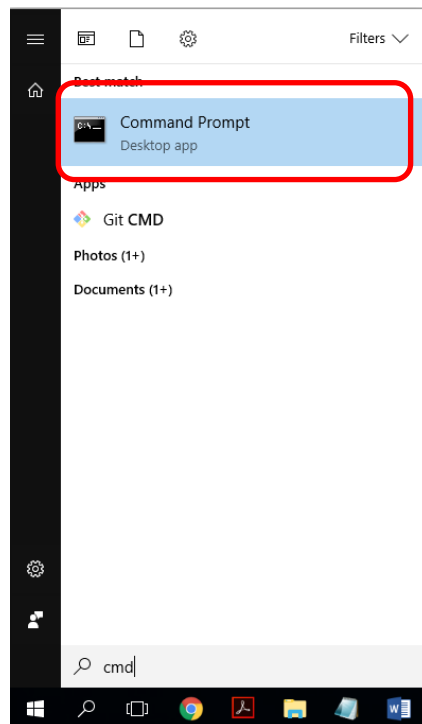 Filters
Best match
C:\_
Command Prompt
Desktop app
Apps
Git CMD
Photos (1+)
Documents (1+)
cmd
W